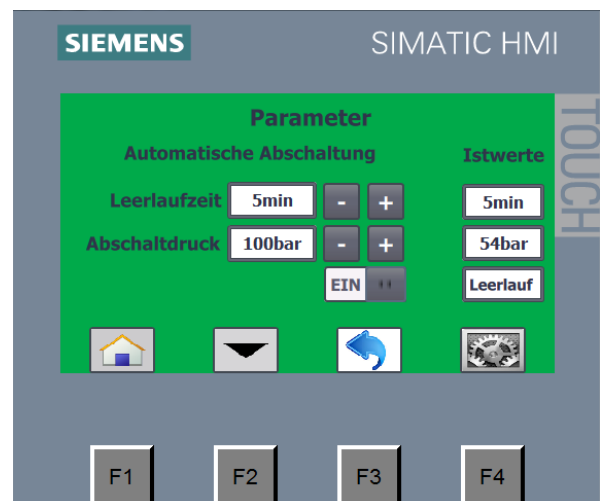 SIEMENS
SIMATIC HMI
TOUCH
Parameter
Automatische Abschaltung
Istwerte
Leerlaufzeit 5min - + 5min
Abschaltdruck 100bar - + 54bar
EIN Leerlauf
F1 F2 F3 F4